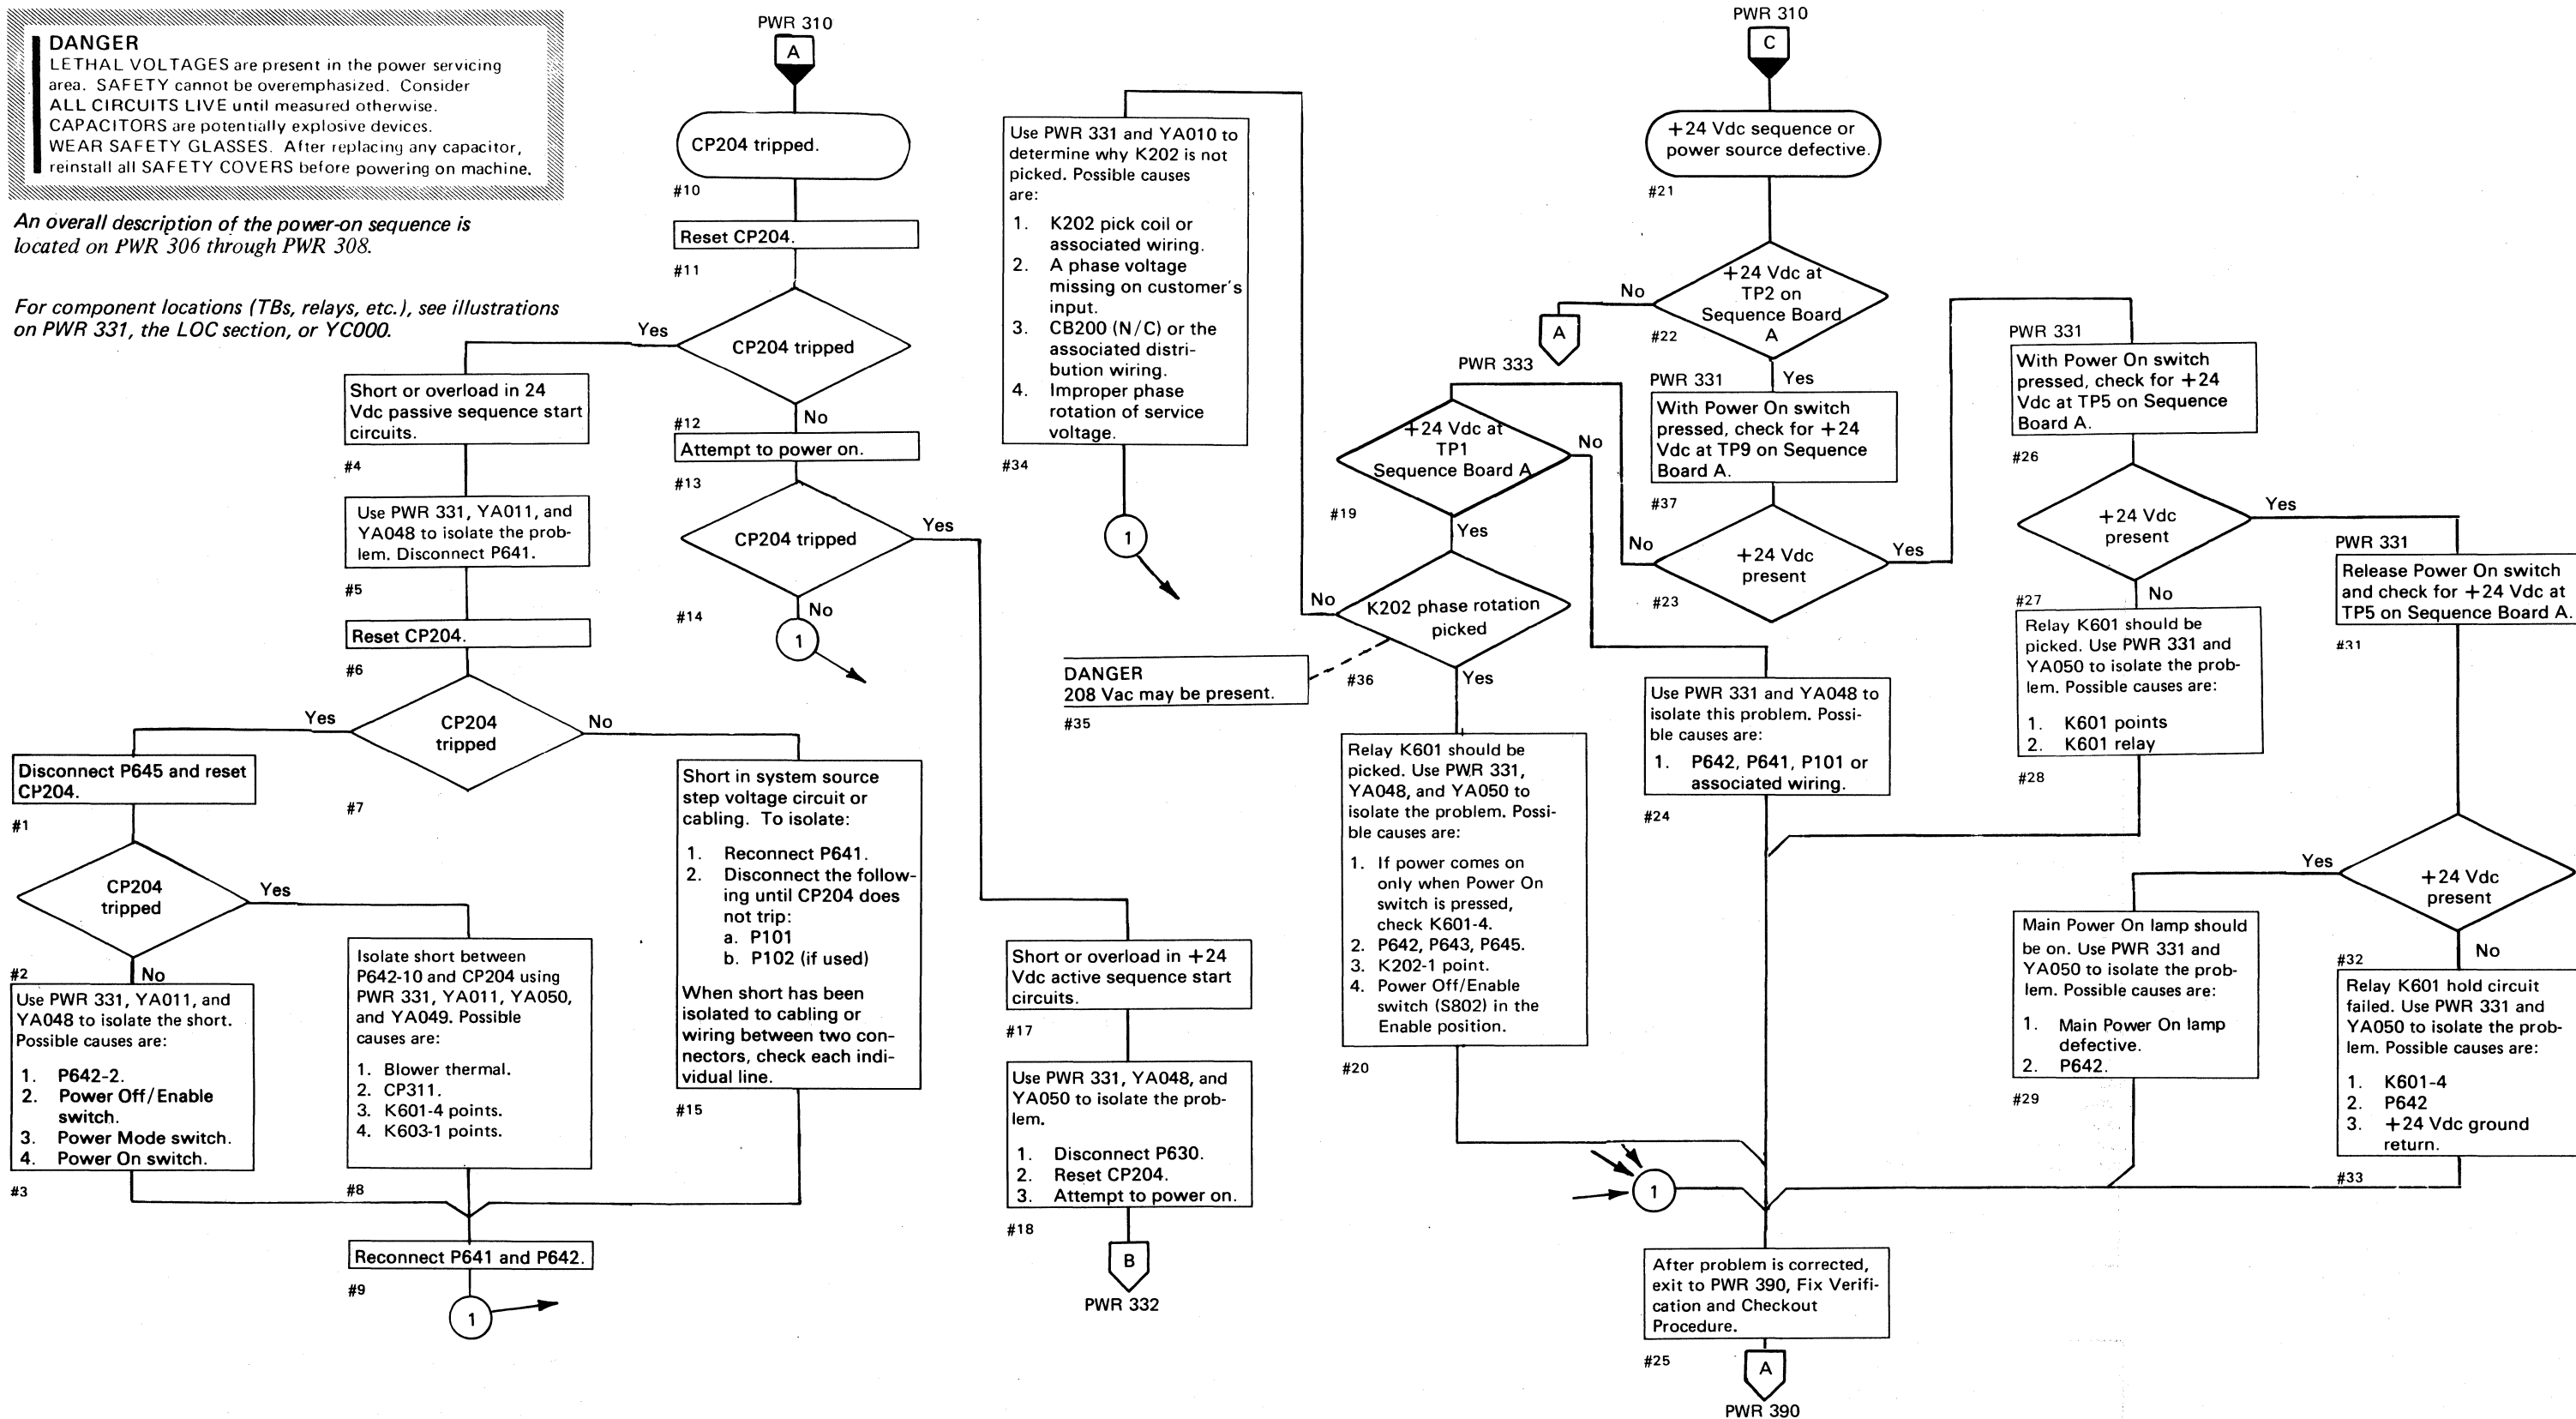 DANGER
LETHAL VOLTAGES are present in the power servicing
area. SAFETY cannot be overemphasized. Consider
ALL CIRCUITS LIVE until measured otherwise.
CAPACITORS are potentially explosive devices.
WEAR SAFETY GLASSES. After replacing any capacitor,
reinstall all SAFETY COVERS before powering on machine.
An overall description of the power-on sequence is
located on PWR 306 through PWR 308.
For component locations (TBs, relays, etc.), see illustrations
on PWR 331, the LOC section, or YC000.
PWR 310
A
CP204 tripped.
#10
Reset CP204.
#11
CP204 tripped
Yes
#12
No
Attempt to power on.
#13
CP204 tripped
Yes
#14
No
1
Short or overload in 24
Vdc passive sequence start
circuits.
#4
Use PWR 331, YA011, and
YA048 to isolate the prob-
lem. Disconnect P641.
#5
Reset CP204.
#6
CP204
tripped
Yes
No
#7
Disconnect P645 and reset
CP204.
#1
CP204
tripped
Yes
#2
No
Use PWR 331, YA011, and
YA048 to isolate the short.
Possible causes are:
1. P642-2.
2. Power Off/Enable
switch.
3. Power Mode switch.
4. Power On switch.
#3
Isolate short between
P642-10 and CP204 using
PWR 331, YA011, YA050,
and YA049. Possible
causes are:
1. Blower thermal.
2. CP311.
3. K601-4 points.
4. K603-1 points.
#8
Short in system source
step voltage circuit or
cabling. To isolate:
1. Reconnect P641.
2. Disconnect the follow-
ing until CP204 does
not trip:
a. P101
b. P102 (if used)
When short has been
isolated to cabling or
wiring between two con-
nectors, check each indi-
vidual line.
#15
Reconnect P641 and P642.
#9
1
Short or overload in +24
Vdc active sequence start
circuits.
#17
Use PWR 331, YA048, and
YA050 to isolate the prob-
lem.
1. Disconnect P630.
2. Reset CP204.
3. Attempt to power on.
#18
B
PWR 332
Use PWR 331 and YA010 to
determine why K202 is not
picked. Possible causes
are:
1. K202 pick coil or
associated wiring.
2. A phase voltage
missing on customer's
input.
3. CB200 (N/C) or the
associated distri-
bution wiring.
4. Improper phase
rotation of service
voltage.
#34
1
PWR 310
C
+24 Vdc sequence or
power source defective.
#21
+24 Vdc at
TP2 on
Sequence Board
A
No
#22
A
Yes
PWR 331
With Power On switch
pressed, check for +24
Vdc at TP9 on Sequence
Board A.
#37
+24 Vdc
present
No
Yes
#23
PWR 333
+24 Vdc at
TP1
Sequence Board A
No
#19
Yes
K202 phase rotation
picked
No
#36
Yes
DANGER
208 Vac may be present.
#35
Relay K601 should be
picked. Use PWR 331,
YA048, and YA050 to
isolate the problem. Possi-
ble causes are:
1. If power comes on
only when Power On
switch is pressed,
check K601-4.
2. P642, P643, P645.
3. K202-1 point.
4. Power Off/Enable
switch (S802) in the
Enable position.
#20
Use PWR 331 and YA048 to
isolate this problem. Possi-
ble causes are:
1. P642, P641, P101 or
associated wiring.
#24
PWR 331
With Power On switch
pressed, check for +24
Vdc at TP5 on Sequence
Board A.
#26
+24 Vdc
present
Yes
#27
No
Relay K601 should be
picked. Use PWR 331 and
YA050 to isolate the prob-
lem. Possible causes are:
1. K601 points
2. K601 relay
#28
PWR 331
Release Power On switch
and check for +24 Vdc at
TP5 on Sequence Board A.
#31
+24 Vdc
present
Yes
#32
No
Main Power On lamp should
be on. Use PWR 331 and
YA050 to isolate the prob-
lem. Possible causes are:
1. Main Power On lamp
defective.
2. P642.
#29
Relay K601 hold circuit
failed. Use PWR 331 and
YA050 to isolate the prob-
lem. Possible causes are:
1. K601-4
2. P642
3. +24 Vdc ground
return.
#33
1
After problem is corrected,
exit to PWR 390, Fix Verifi-
cation and Checkout
Procedure.
#25
A
PWR 390